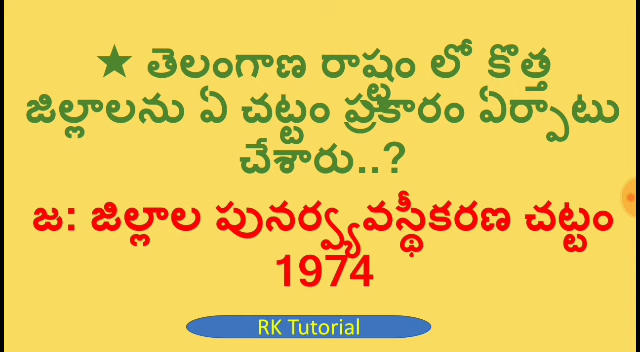 ★ తెలంగాణ రాష్ట్రం లో కొత్త
జిల్లాలను ఏ చట్టం ప్రకారం ఏర్పాటు
చేశారు..?
జ: జిల్లాల పునర్వ్యవస్థీకరణ చట్టం
1974
RK Tutorial